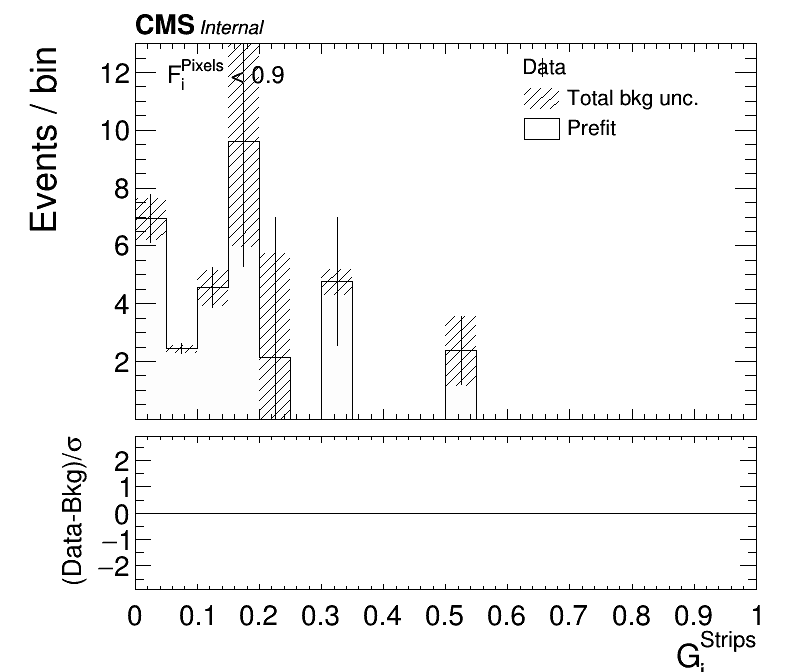 CMS Internal
Events / bin
F_i^Pixels < 0.9
Data
Total bkg unc.
Prefit
12
10
8
6
4
2
(Data-Bkg)/σ
2
1
0
−1
−2
0 0.1 0.2 0.3 0.4 0.5 0.6 0.7 0.8 0.9 1
G_i^Strips